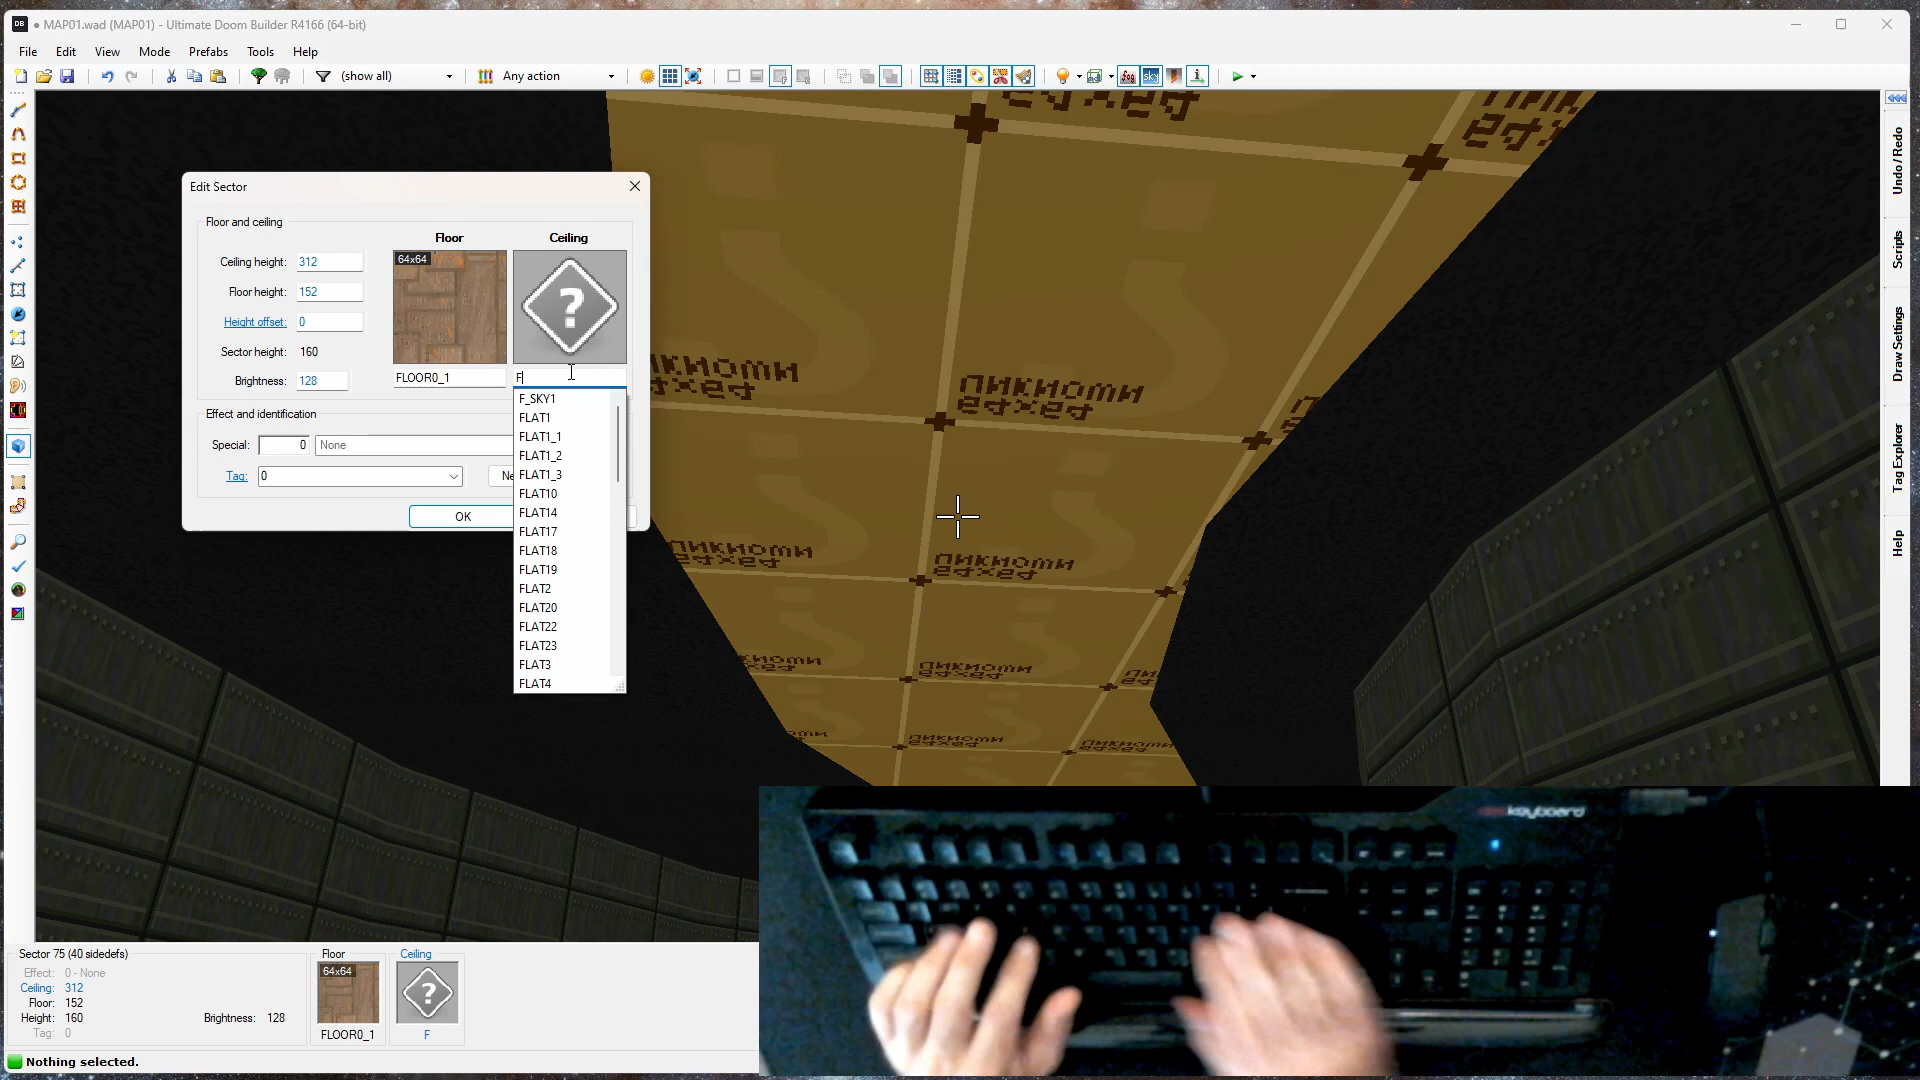 MAP01.wad (MAP01) - Ultimate Doom Builder R4166 (64-bit)
File Edit View Mode Prefabs Tools Help
(show all) Any action
Undo / Redo
Scripts
Draw Settings
Tag Explorer
Help
Edit Sector
Floor and ceiling
Floor Ceiling
Ceiling height: 312
64x64
Floor height: 152
Height offset: 0
Sector height: 160
Brightness: 128
FLOOR0_1 F
Effect and identification
Special: 0 None
Tag: 0
OK
F_SKY1
FLAT1
FLAT1_1
FLAT1_2
FLAT1_3
FLAT10
FLAT14
FLAT17
FLAT18
FLAT19
FLAT2
FLAT20
FLAT22
FLAT23
FLAT3
FLAT4
keyboard
Sector 75 (40 sidedefs)
Effect: 0 - None
Ceiling: 312
Floor: 152
Height: 160 Brightness: 128
Tag: 0
Floor Ceiling
64x64
FLOOR0_1 F
Nothing selected.